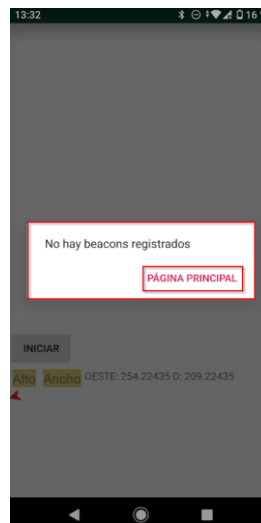 13:32 16
No hay beacons registrados
PÁGINA PRINCIPAL
INICIAR
Alto Ancho OESTE: 254.22435 D: 209.22435